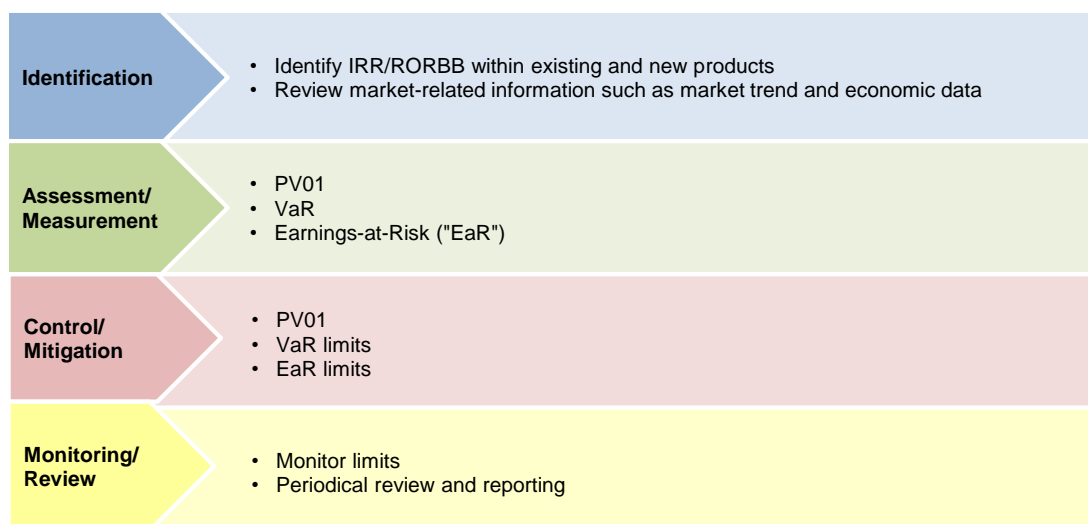 Identification
• Identify IRR/RORBB within existing and new products
• Review market-related information such as market trend and economic data
Assessment/
Measurement
• PV01
• VaR
• Earnings-at-Risk ("EaR")
Control/
Mitigation
• PV01
• VaR limits
• EaR limits
Monitoring/
Review
• Monitor limits
• Periodical review and reporting